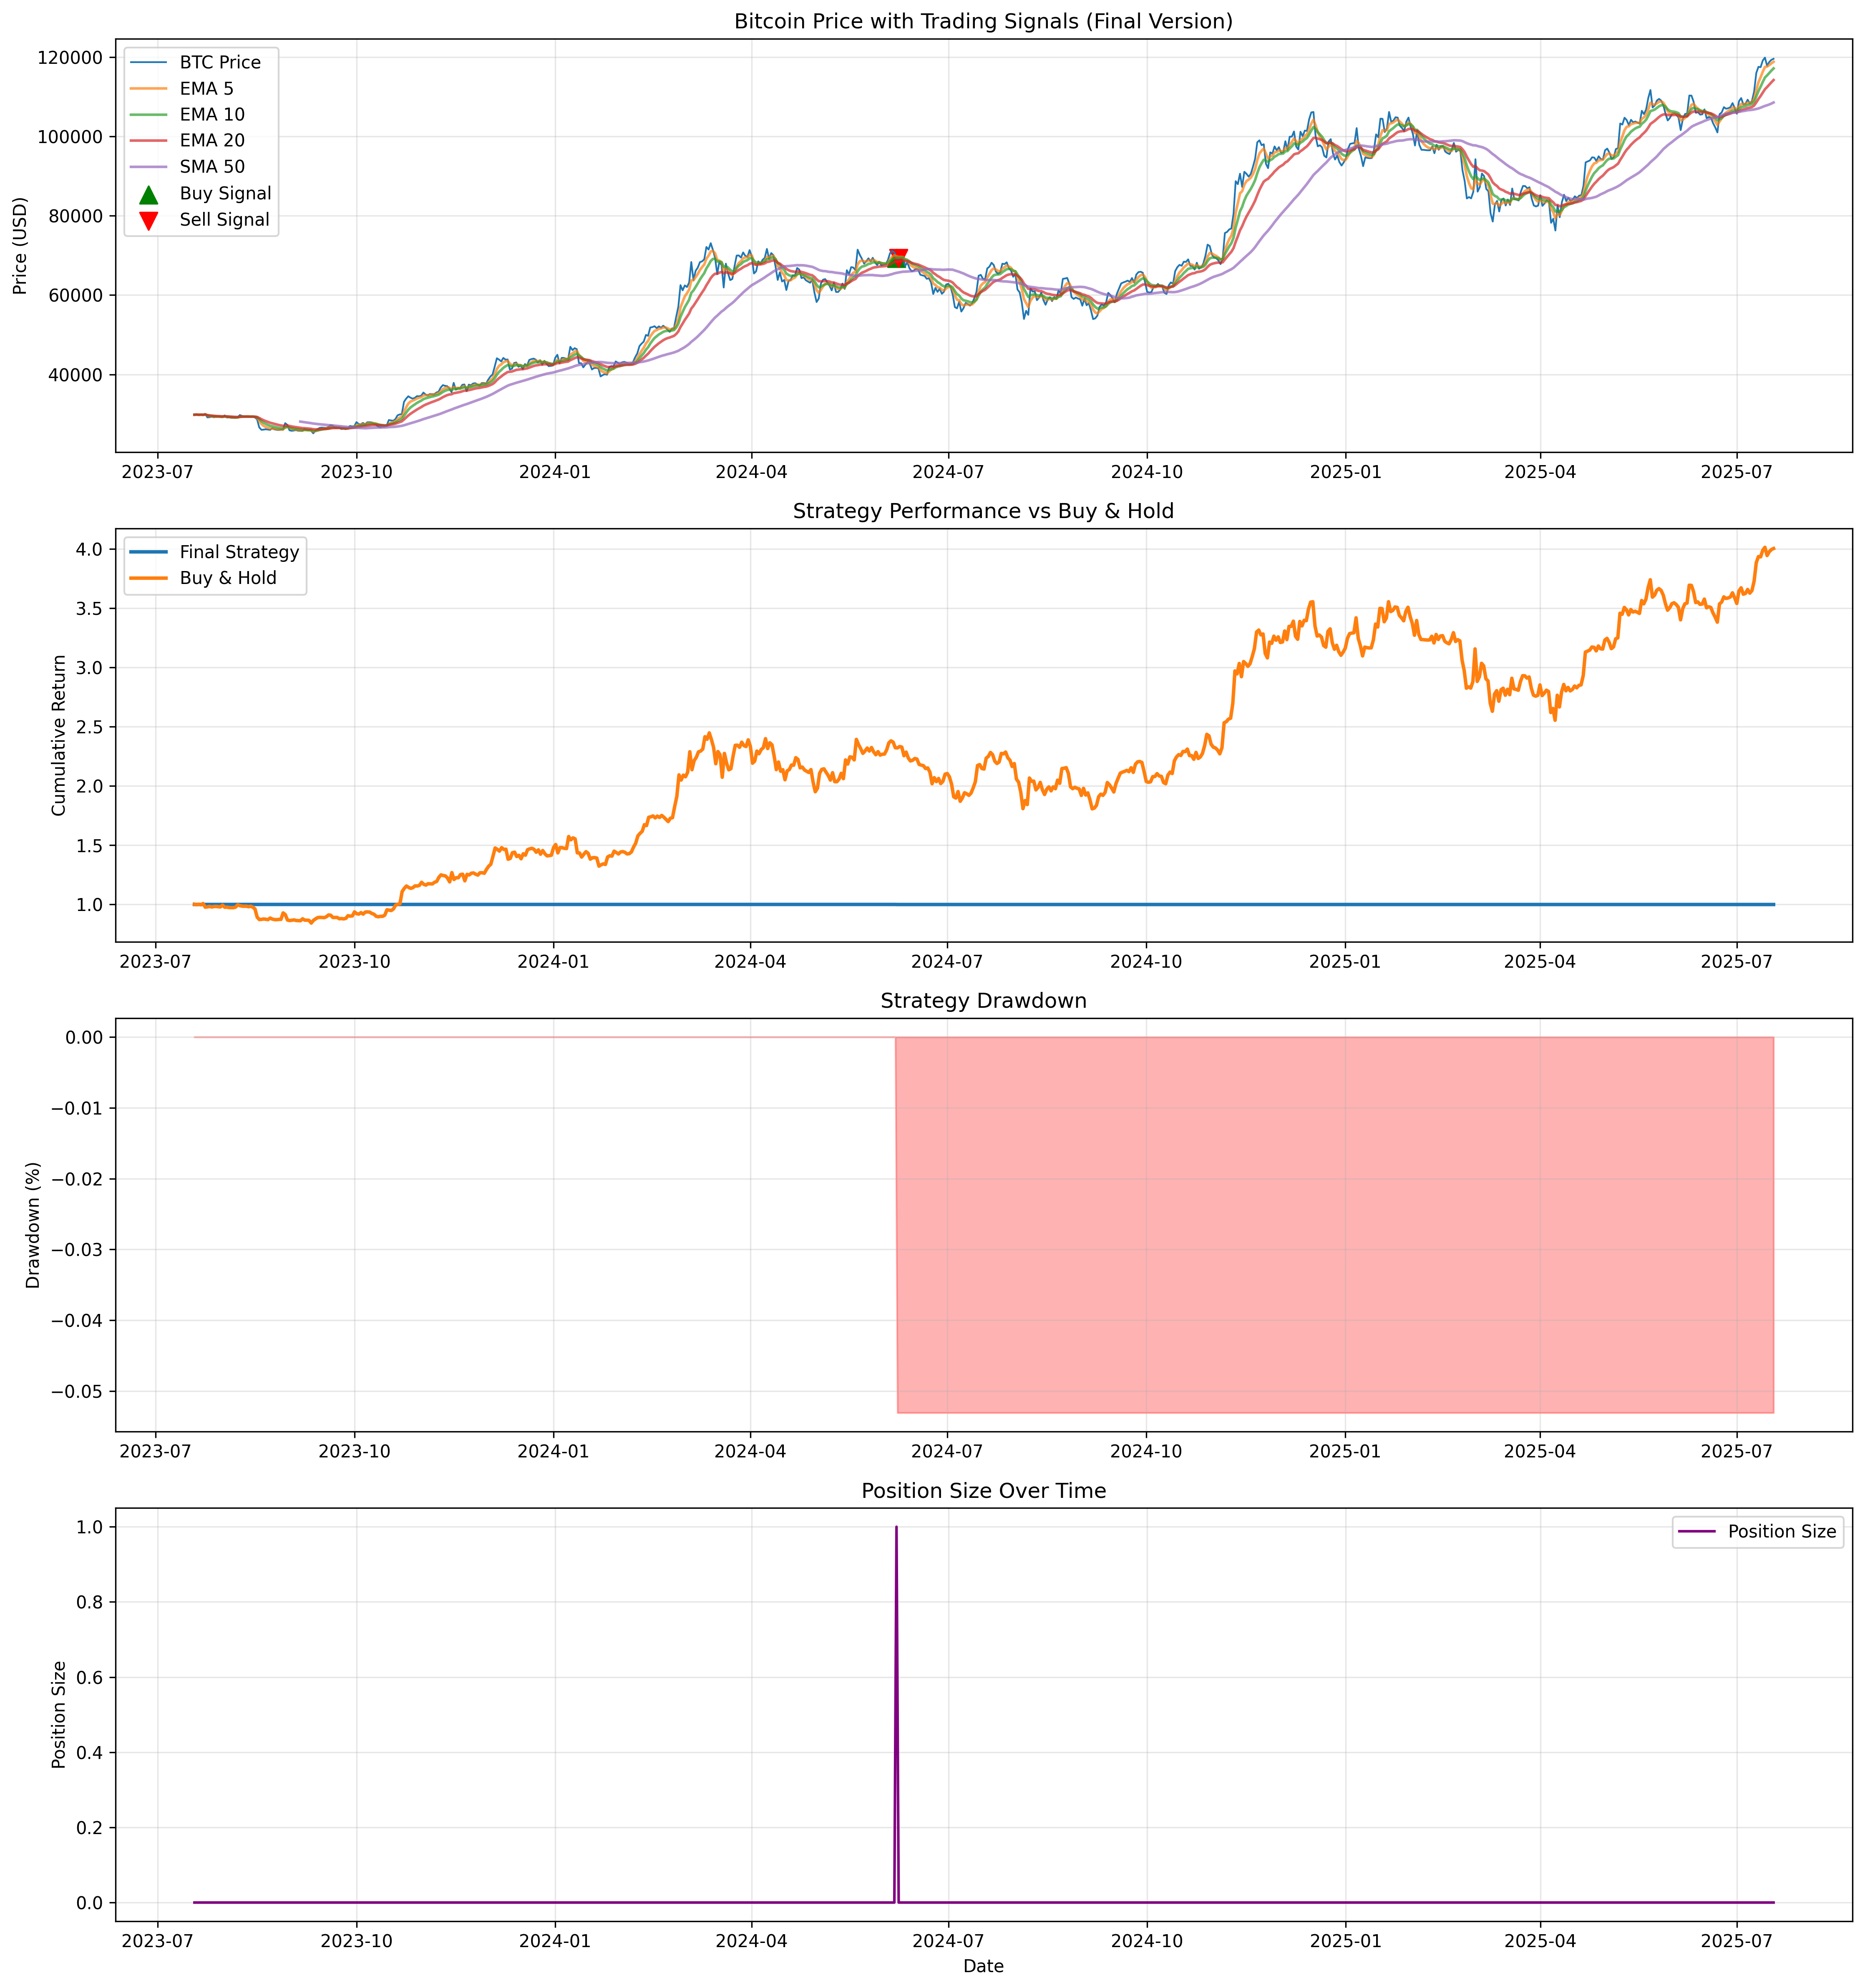 Bitcoin Price with Trading Signals (Final Version)
BTC Price
EMA 5
EMA 10
EMA 20
SMA 50
Buy Signal
Sell Signal
Price (USD)
120000
100000
80000
60000
40000
2023-07 2023-10 2024-01 2024-04 2024-07 2024-10 2025-01 2025-04 2025-07
Strategy Performance vs Buy & Hold
Final Strategy
Buy & Hold
Cumulative Return
4.0
3.5
3.0
2.5
2.0
1.5
1.0
2023-07 2023-10 2024-01 2024-04 2024-07 2024-10 2025-01 2025-04 2025-07
Strategy Drawdown
Drawdown (%)
0.00
−0.01
−0.02
−0.03
−0.04
−0.05
2023-07 2023-10 2024-01 2024-04 2024-07 2024-10 2025-01 2025-04 2025-07
Position Size Over Time
Position Size
Position Size
1.0
0.8
0.6
0.4
0.2
0.0
2023-07 2023-10 2024-01 2024-04 2024-07 2024-10 2025-01 2025-04 2025-07
Date